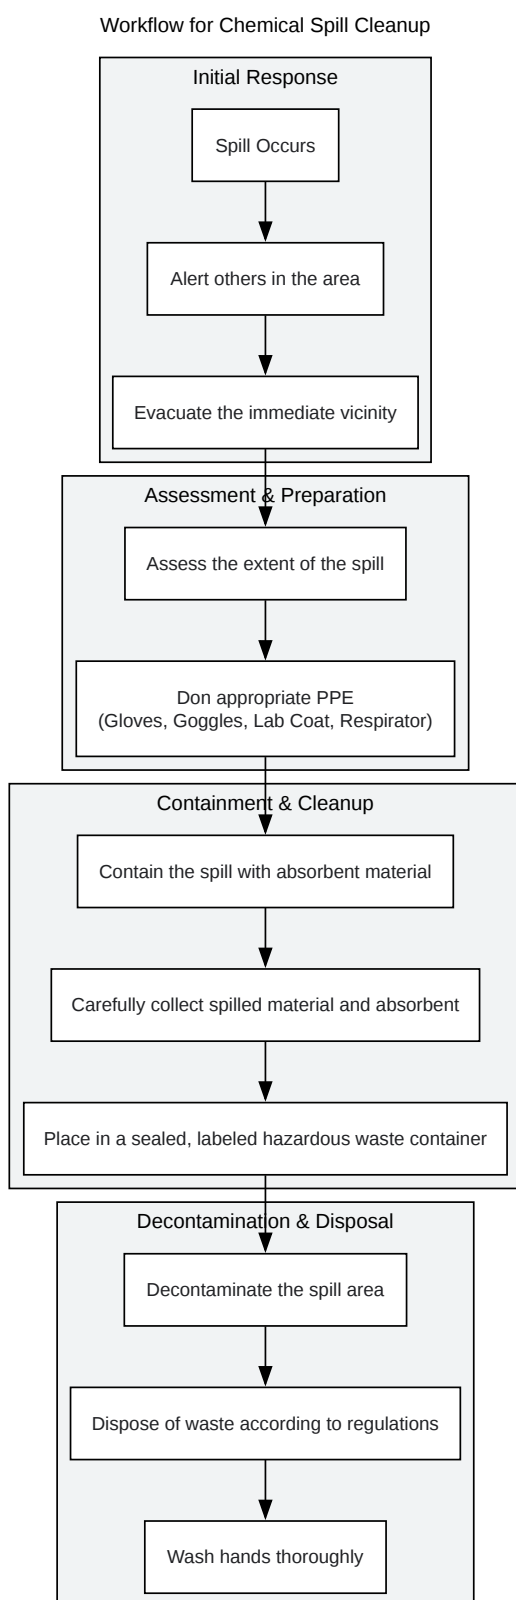 Workflow for Chemical Spill Cleanup
Initial Response
Spill Occurs
Alert others in the area
Evacuate the immediate vicinity
Assessment & Preparation
Assess the extent of the spill
Don appropriate PPE
(Gloves, Goggles, Lab Coat, Respirator)
Containment & Cleanup
Contain the spill with absorbent material
Carefully collect spilled material and absorbent
Place in a sealed, labeled hazardous waste container
Decontamination & Disposal
Decontaminate the spill area
Dispose of waste according to regulations
Wash hands thoroughly